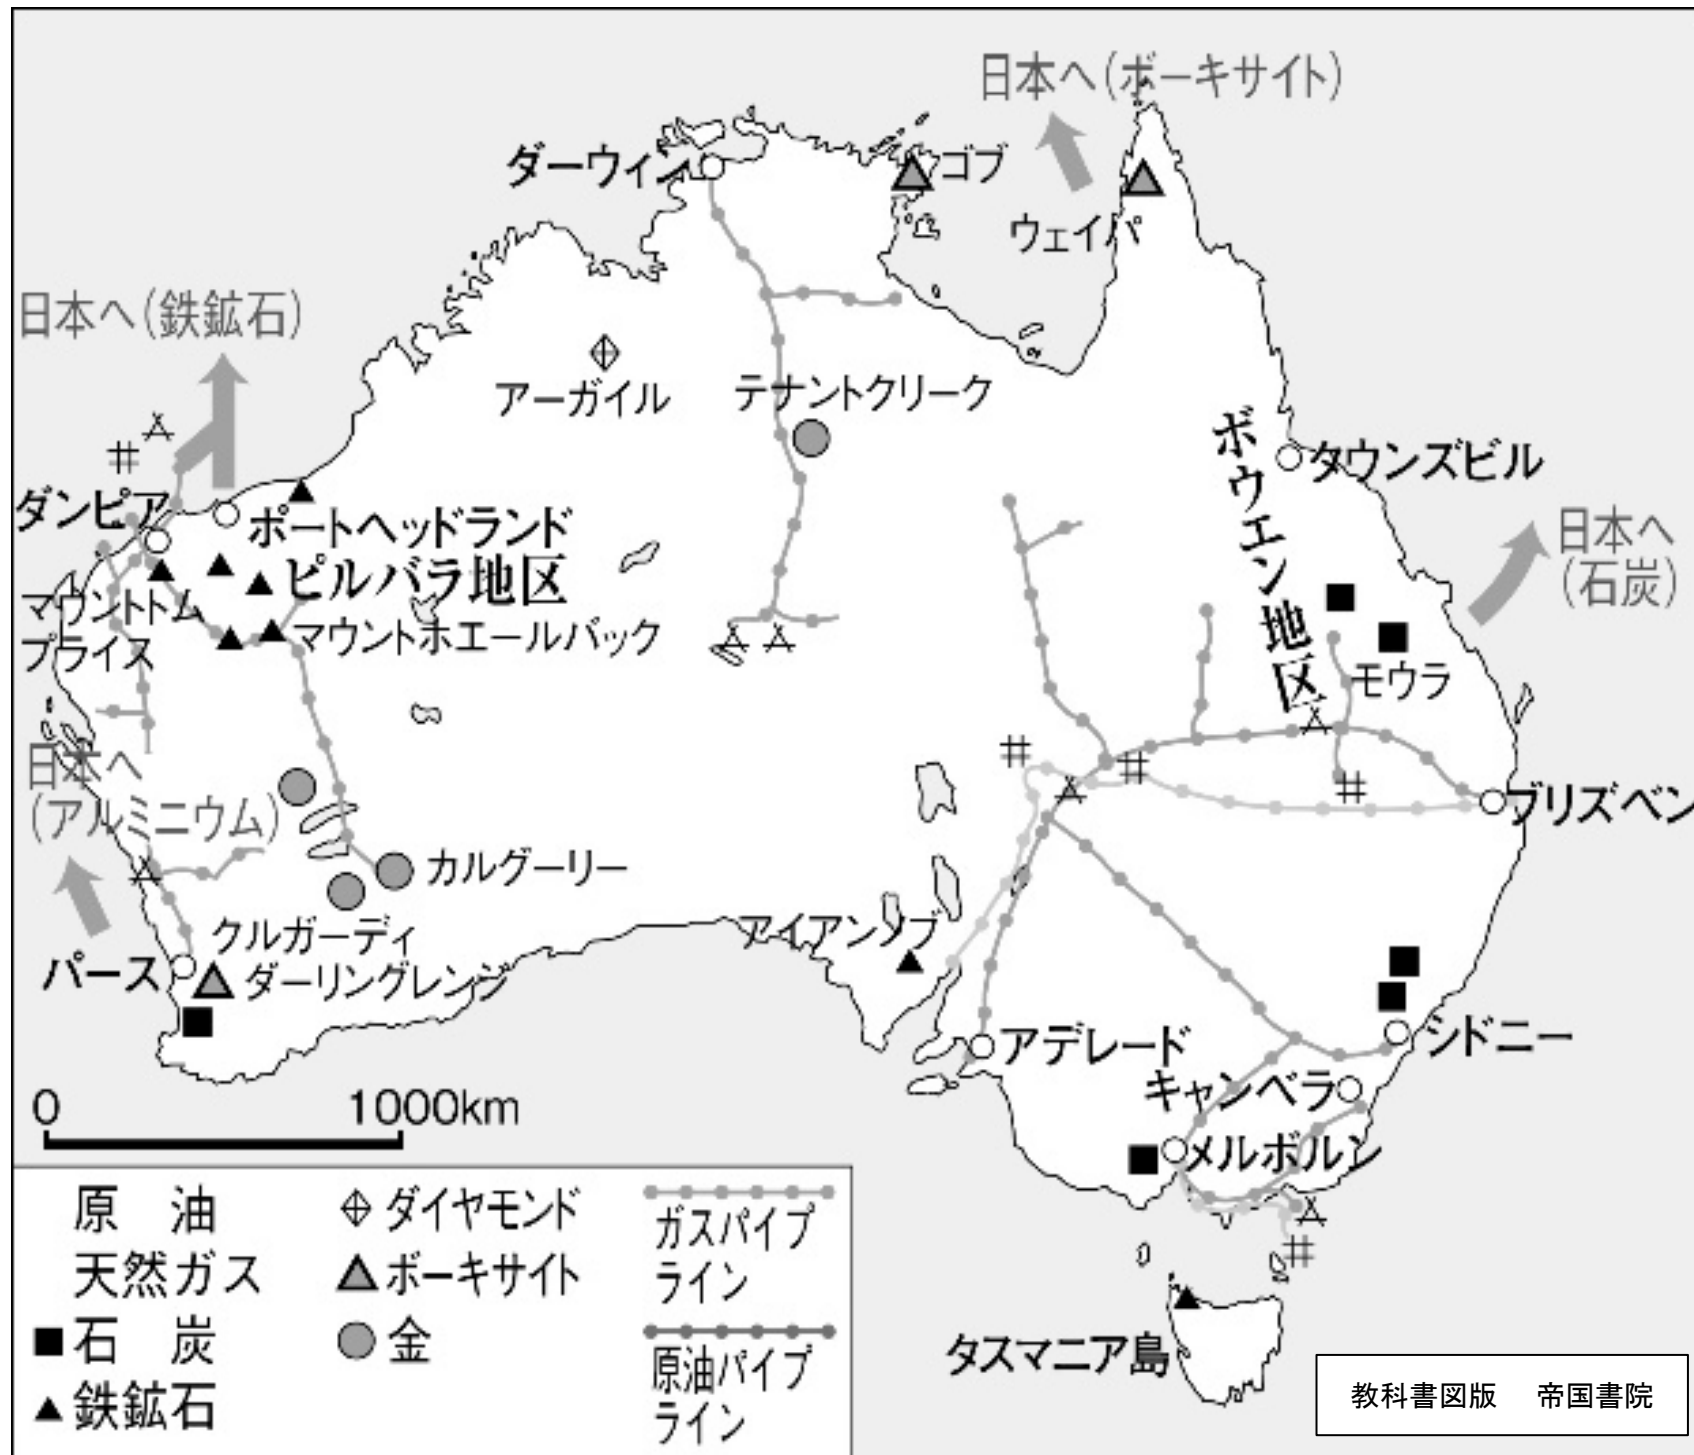 日本へ(ボーキサイト)
ダーウィン
ゴブ
ウェイパ
日本へ(鉄鉱石)
アーガイル
テナントクリーク
ボウエン地区
タウンズビル
ダンピア
ポートヘッドランド
ピルバラ地区
日本へ
(石炭)
マウントトム
プライス
マウントホエールバック
モウラ
日本へ
(アルミニウム)
ブリズベン
カルグーリー
クルガーディ
アイアンノブ
パース
ダーリングレンジ
アデレード
シドニー
キャンベラ
メルボルン
0
1000km
原 油
天然ガス
石 炭
鉄鉱石
ダイヤモンド
ボーキサイト
金
ガスパイプ
ライン
原油パイプ
ライン
タスマニア島
教科書図版 帝国書院